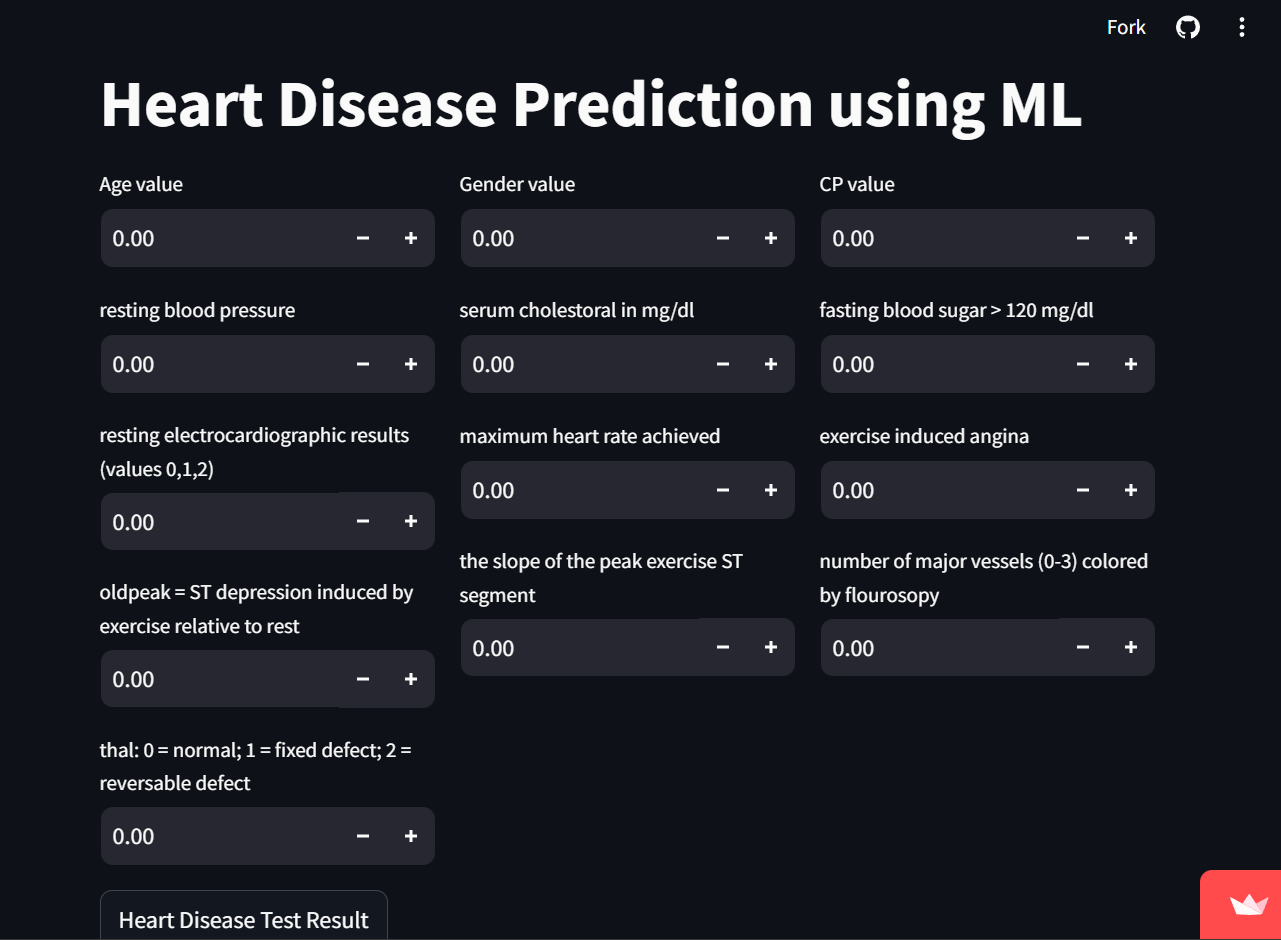 Fork
Heart Disease Prediction using ML
Age value
0.00
Gender value
0.00
CP value
0.00
resting blood pressure
0.00
serum cholestoral in mg/dl
0.00
fasting blood sugar > 120 mg/dl
0.00
resting electrocardiographic results
(values 0,1,2)
0.00
maximum heart rate achieved
0.00
exercise induced angina
0.00
oldpeak = ST depression induced by
exercise relative to rest
0.00
the slope of the peak exercise ST
segment
0.00
number of major vessels (0-3) colored
by flourosopy
0.00
thal: 0 = normal; 1 = fixed defect; 2 =
reversable defect
0.00
Heart Disease Test Result